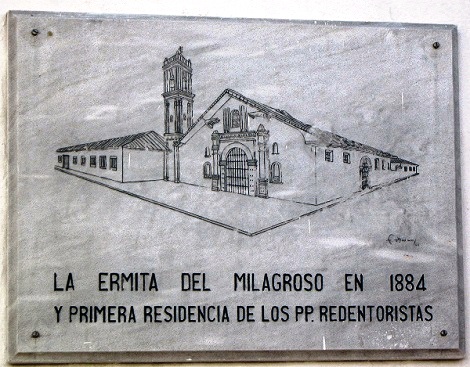 LA ERMITA DEL MILAGROSO EN 1884
Y PRIMERA RESIDENCIA DE LOS PP. REDENTORISTAS